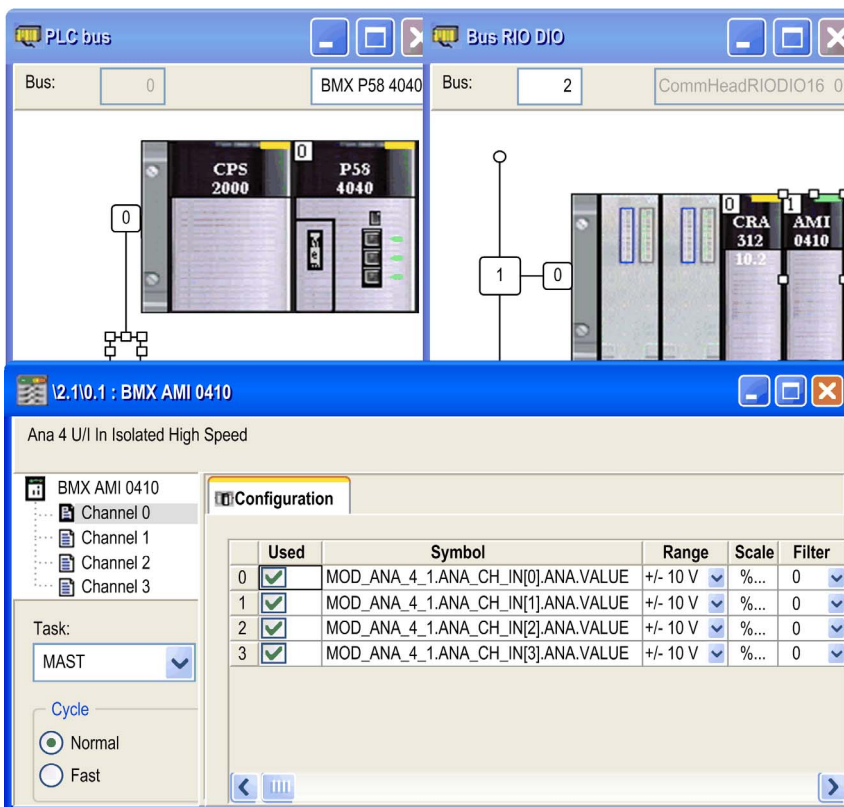 PLC bus
Bus: 0 BMX P58 4040
0
CPS 2000
0
P58 4040
Bus RIO DIO
Bus: 2 CommHeadRIODIO16 0
1
0
0
CRA 312 10.2
1
AMI 0410
\2.1\0.1 : BMX AMI 0410
Ana 4 U/I In Isolated High Speed
BMX AMI 0410
Channel 0
Channel 1
Channel 2
Channel 3
Task:
MAST
Cycle
Normal
Fast
Configuration
Used Symbol Range Scale Filter
0 MOD_ANA_4_1.ANA_CH_IN[0].ANA.VALUE +/- 10 V %... 0
1 MOD_ANA_4_1.ANA_CH_IN[1].ANA.VALUE +/- 10 V %... 0
2 MOD_ANA_4_1.ANA_CH_IN[2].ANA.VALUE +/- 10 V %... 0
3 MOD_ANA_4_1.ANA_CH_IN[3].ANA.VALUE +/- 10 V %... 0